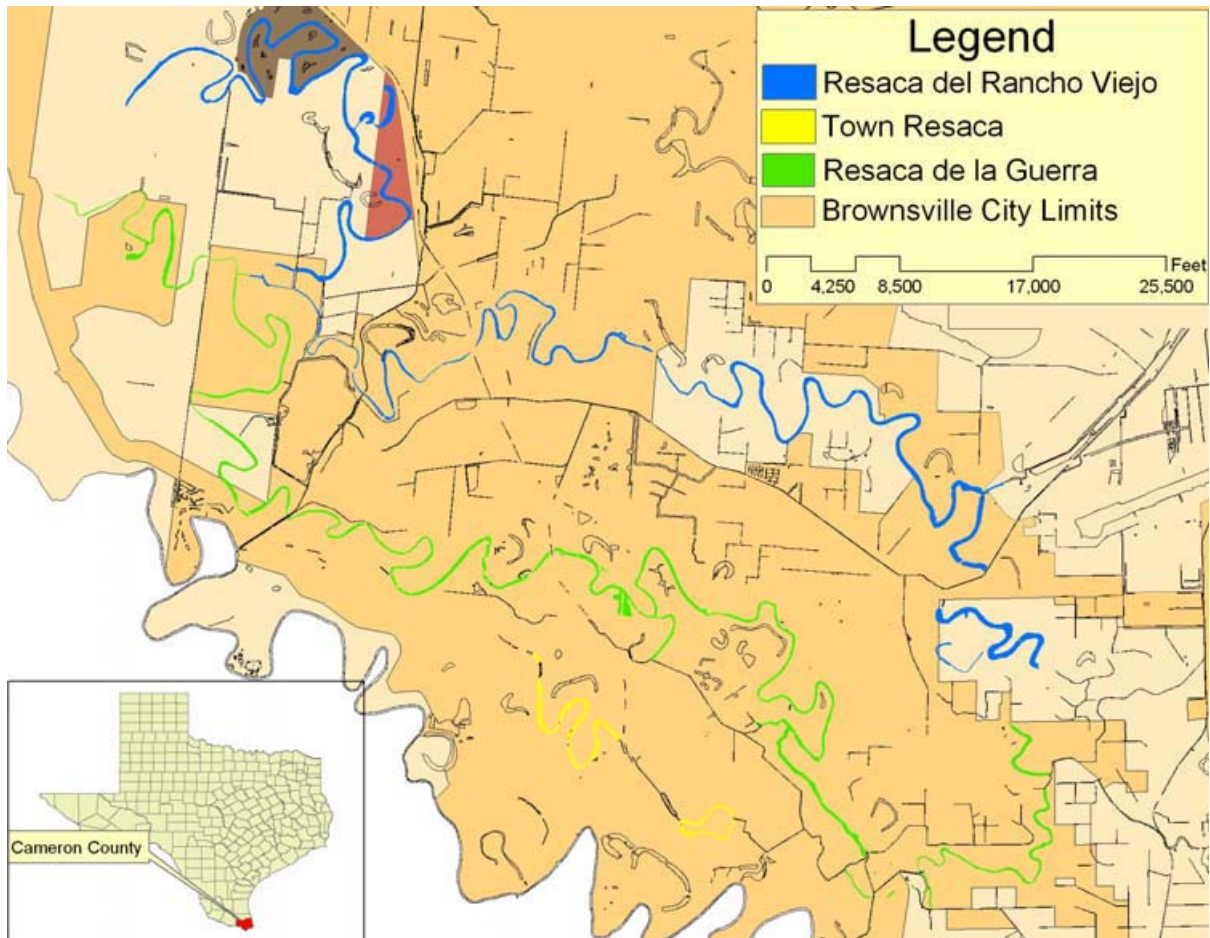 Legend
Resaca del Rancho Viejo
Town Resaca
Resaca de la Guerra
Brownsville City Limits
Feet
0 4,250 8,500 17,000 25,500
Cameron County